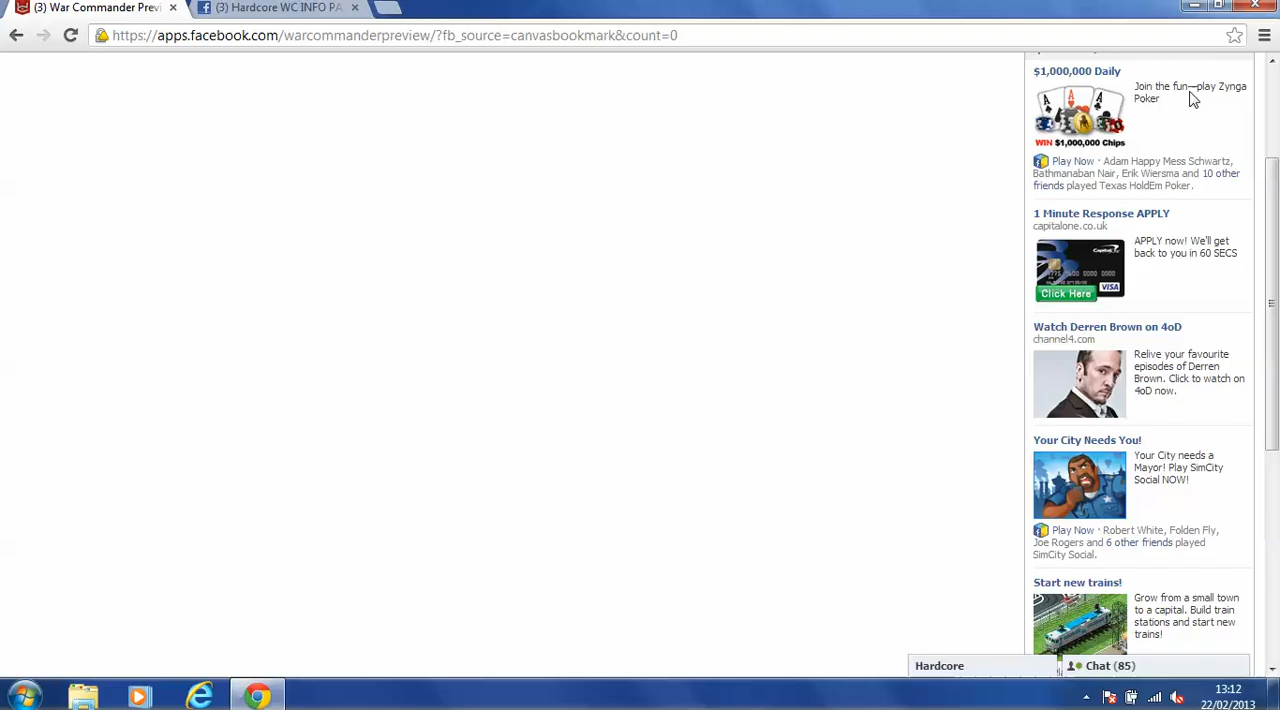 (3) War Commander Previ
(3) Hardcore WC INFO PA
https://apps.facebook.com/warcommanderpreview/?fb_source=canvasbookmark&count=0
$1,000,000 Daily
Join the fun—play Zynga
Poker
WIN $1,000,000 Chips
Play Now · Adam Happy Mess Schwartz,
Bathmanaban Nair, Erik Wiersma and 10 other
friends played Texas HoldEm Poker.
1 Minute Response APPLY
capitalone.co.uk
APPLY now! We'll get
back to you in 60 SECS
VISA
Click Here
Watch Derren Brown on 4oD
channel4.com
Relive your favourite
episodes of Derren
Brown. Click to watch on
4oD now.
Your City Needs You!
Your City needs a
Mayor! Play SimCity
Social NOW!
Play Now · Robert White, Folden Fly,
Joe Rogers and 6 other friends played
SimCity Social.
Start new trains!
Grow from a small town
to a capital. Build train
stations and start new
trains!
Hardcore
Chat (85)
13:12
22/02/2013